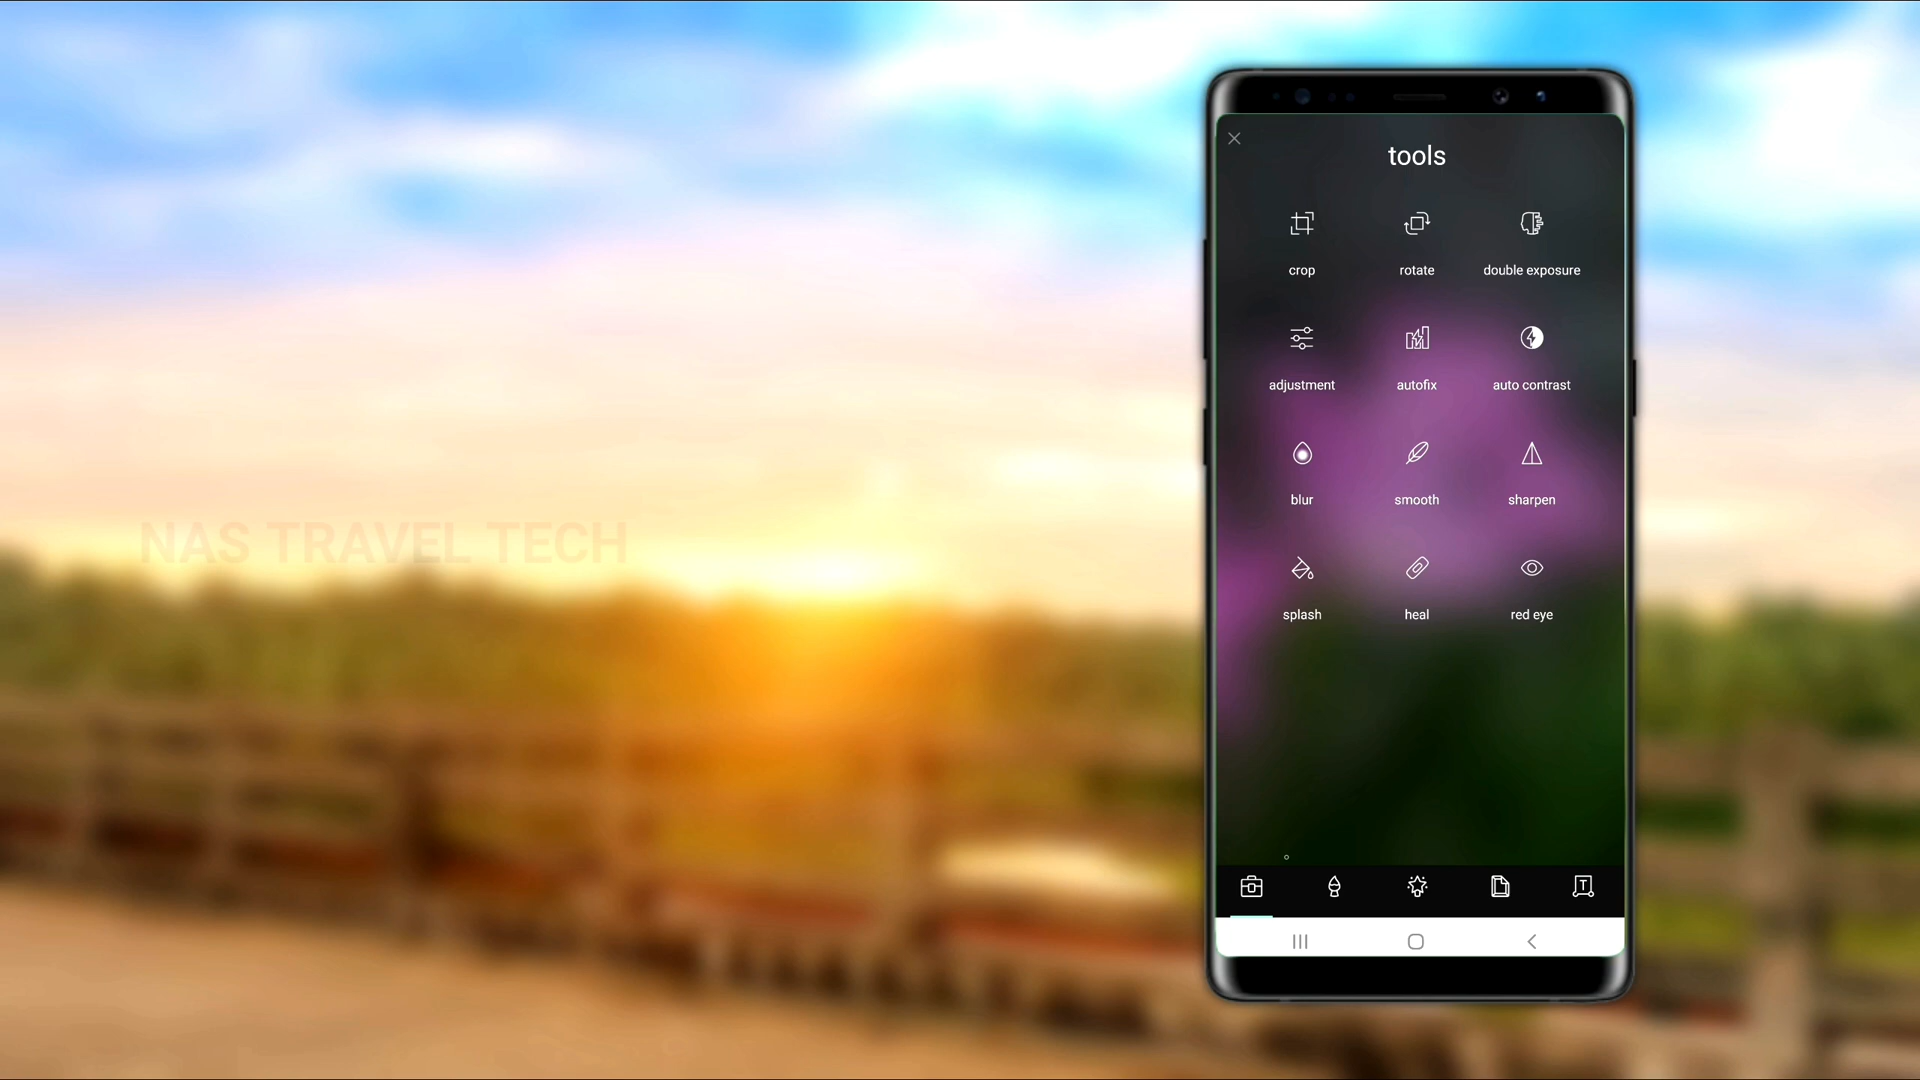 NAS TRAVEL TECH
tools
crop
rotate
double exposure
adjustment
autofix
auto contrast
blur
smooth
sharpen
splash
heal
red eye